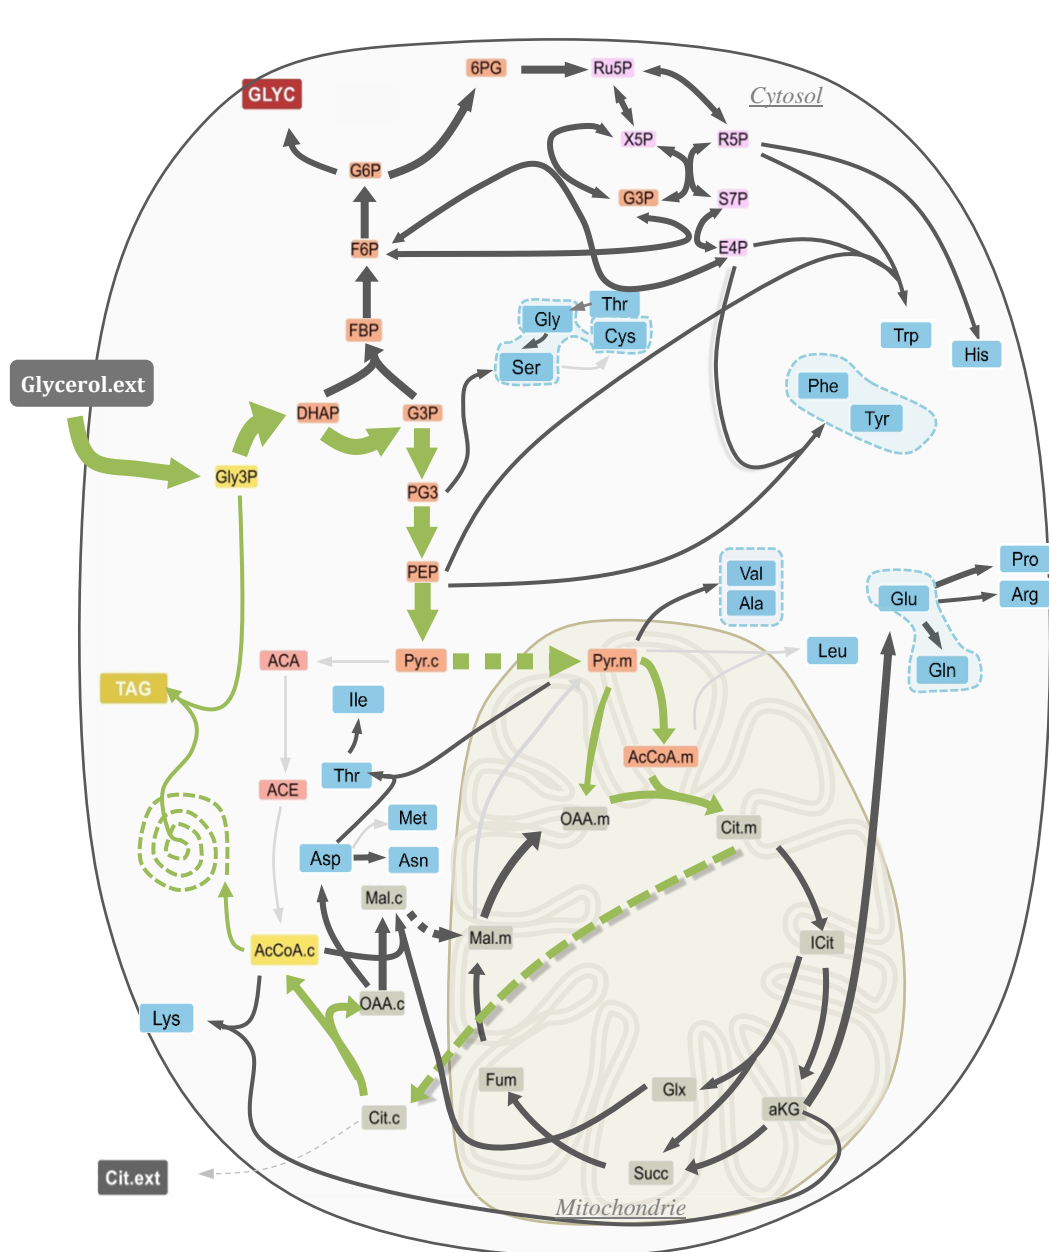 6PG
Ru5P
GLYC
Cytosol
X5P
R5P
G6P
G3P
S7P
F6P
E4P
Thr
Gly
FBP
Cys
Trp
His
Ser
Glycerol.ext
Phe
DHAP
G3P
Tyr
Gly3P
PG3
PEP
Val
Pro
Ala
Glu
Arg
Leu
ACA
Pyr.c
Pyr.m
Gln
TAG
Ile
AcCoA.m
Thr
ACE
Met
OAA.m
Cit.m
Asp
Asn
Mal.c
AcCoA.c
Mal.m
ICit
OAA.c
Lys
Fum
Glx
Cit.c
aKG
Cit.ext
Succ
Mitochondrie